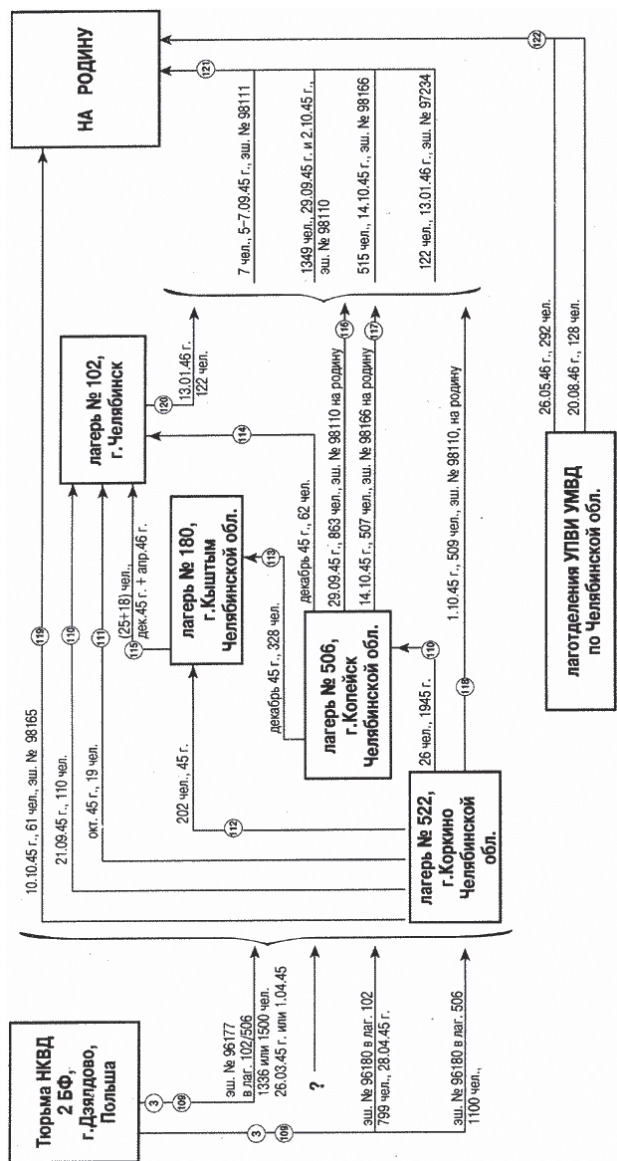 Тюрьма НКВД
2 БФ,
г.Дзялдово,
Польша
3
109
эш. № 96177
в лаг. 102/506
1336 или 1500 чел.
26.03.45 г. или 1.04.45
?
3
109
эш. № 96180 в лаг. 102
799 чел., 28.04.45 г.
эш. № 96180 в лаг. 506
1100 чел.,
10.10.45 г., 61 чел., эш. № 98165
119
21.09.45 г., 110 чел.
110
окт. 45 г., 19 чел.
111
202 чел., 45 г.
112
лагерь № 522,
г.Коркино
Челябинской
обл.
26 чел., 1945 г.
110
118
1.10.45 г., 509 чел., эш. № 98110, на родину
лагерь № 506,
г.Копейск
Челябинской обл.
декабрь 45 г., 328 чел.
113
декабрь 45 г., 62 чел.
114
29.09.45 г., 863 чел., эш. № 98110 на родину
116
14.10.45 г., 507 чел., эш. № 98166 на родину
117
лагерь № 180,
г.Кыштым
Челябинской обл.
115
(25+18) чел.,
дек.45 г. + апр.46 г.
лагерь № 102,
г.Челябинск
120
13.01.46 г.
122 чел.
7 чел., 5–7.09.45 г., эш. № 98111
1349 чел., 29.09.45 г. и 2.10.45 г.,
эш. № 98110
515 чел., 14.10.45 г., эш. № 98166
122 чел., 13.01.46 г., эш. № 97234
121
НА РОДИНУ
122
26.05.46 г., 292 чел.
20.08.46 г., 128 чел.
лаготделения УПВИ УМВД
по Челябинской обл.